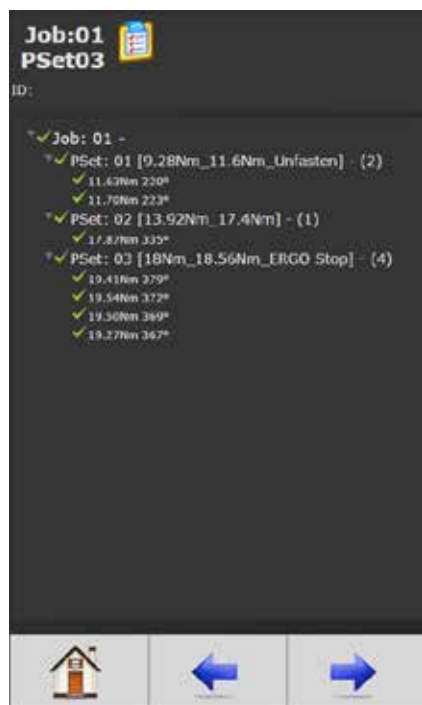 Job:01
PSet03
ID:
Job: 01 -
PSet: 01 [9.28Nm_11.6Nm_Unfasten] - (2)
11.63Nm 220°
11.70Nm 223°
PSet: 02 [13.92Nm_17.4Nm] - (1)
17.87Nm 335°
PSet: 03 [18Nm_18.56Nm_ERGO Stop] - (4)
19.41Nm 379°
19.54Nm 372°
19.50Nm 369°
19.27Nm 367°